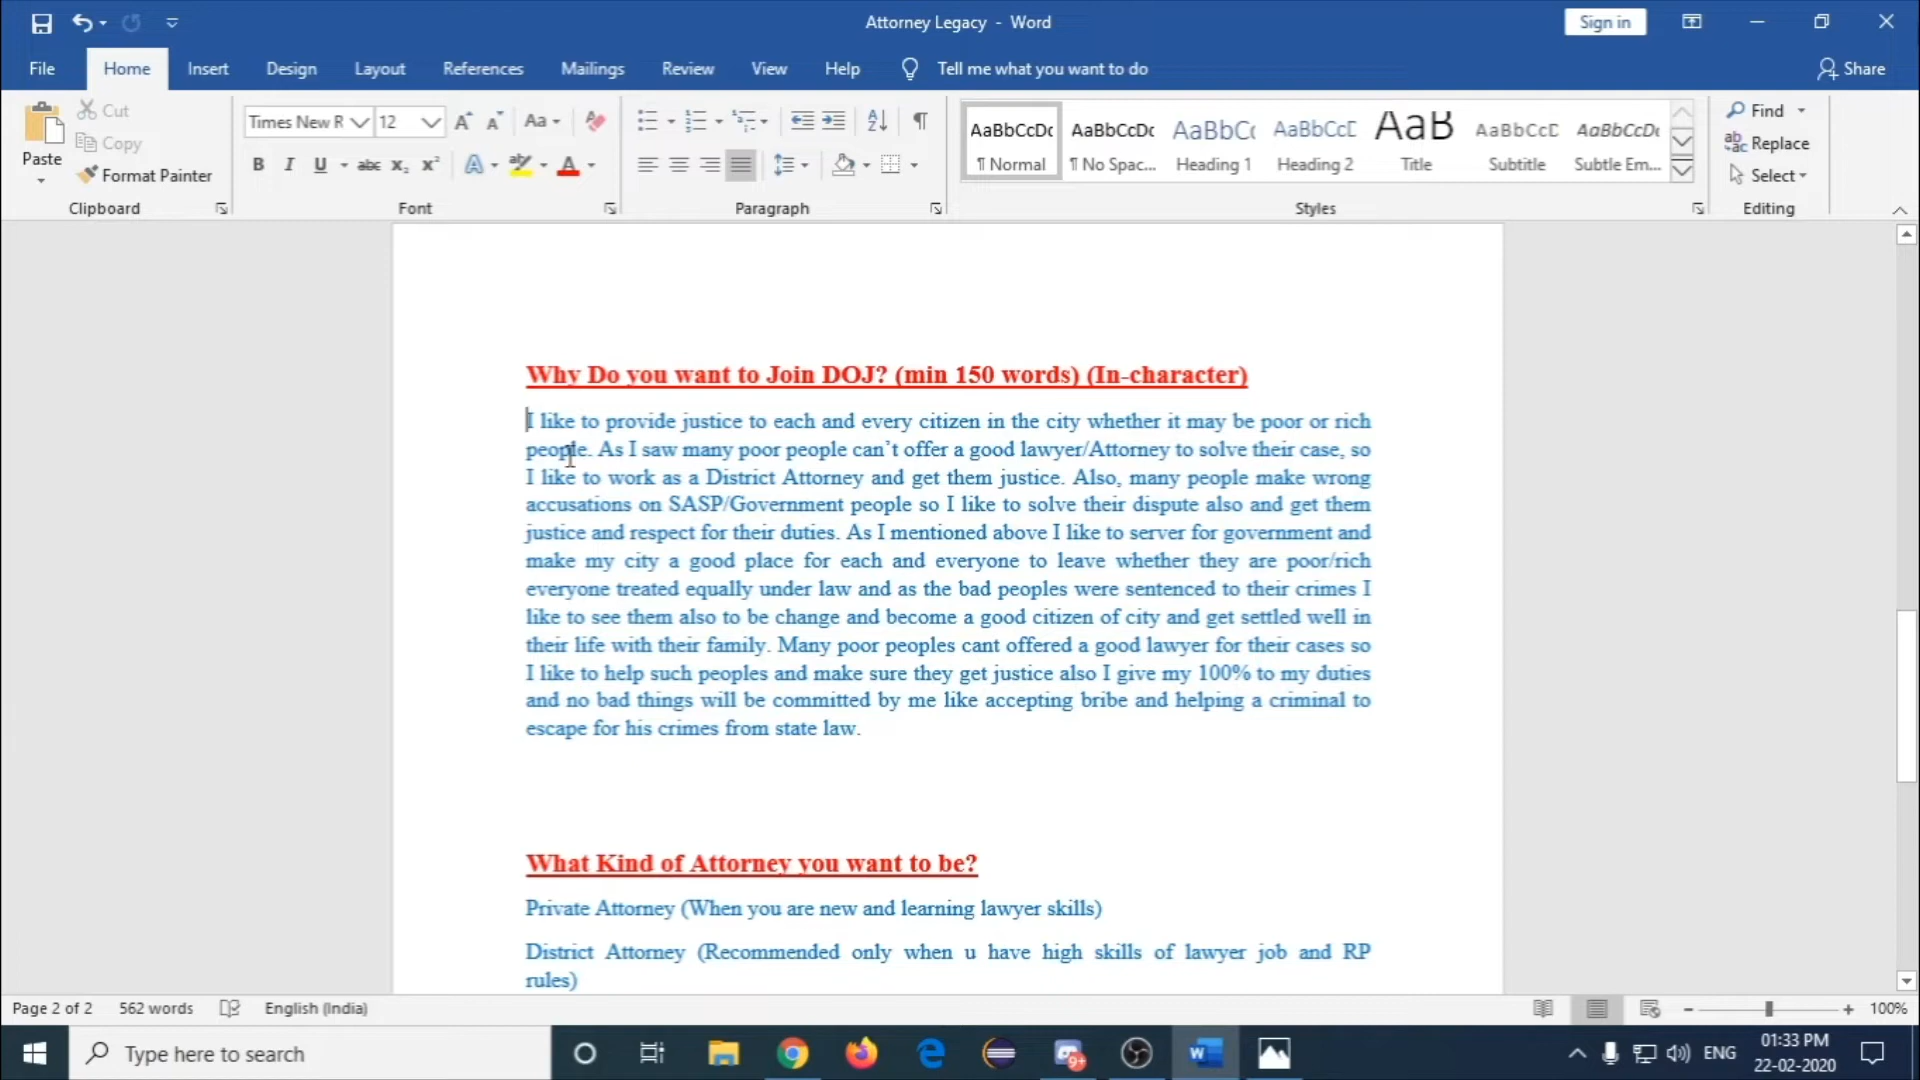 Attorney Legacy - Word
Sign in
File Home Insert Design Layout References Mailings Review View Help Tell me what you want to do Share
Paste
Cut
Copy
Format Painter
Clipboard
Times New R 12
Aa
B I U abc x₂ x²
A ab A
Font
Paragraph
AaBbCcDc AaBbCcDc AaBbC( AaBbCcD AaB AaBbCcD AaBbCcDc
¶ Normal ¶ No Spac... Heading 1 Heading 2 Title Subtitle Subtle Em...
Styles
Find
Replace
Select
Editing
Why Do you want to Join DOJ? (min 150 words) (In-character)
I like to provide justice to each and every citizen in the city whether it may be poor or rich
people. As I saw many poor people can’t offer a good lawyer/Attorney to solve their case, so
I like to work as a District Attorney and get them justice. Also, many people make wrong
accusations on SASP/Government people so I like to solve their dispute also and get them
justice and respect for their duties. As I mentioned above I like to server for government and
make my city a good place for each and everyone to leave whether they are poor/rich
everyone treated equally under law and as the bad peoples were sentenced to their crimes I
like to see them also to be change and become a good citizen of city and get settled well in
their life with their family. Many poor peoples cant offered a good lawyer for their cases so
I like to help such peoples and make sure they get justice also I give my 100% to my duties
and no bad things will be committed by me like accepting bribe and helping a criminal to
escape for his crimes from state law.
What Kind of Attorney you want to be?
Private Attorney (When you are new and learning lawyer skills)
District Attorney (Recommended only when u have high skills of lawyer job and RP
rules)
Page 2 of 2 562 words English (India) 100%
Type here to search
9+
ENG
01:33 PM
22-02-2020